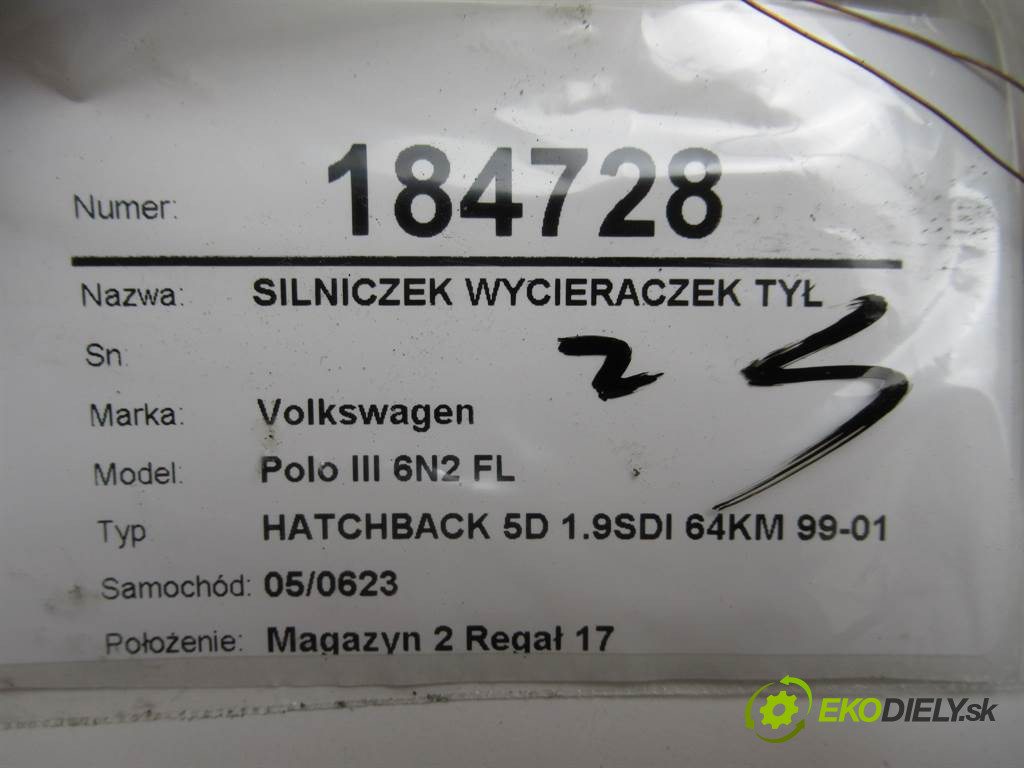 Numer: 184728
Nazwa: SILNICZEK WYCIERACZEK TYŁ
Sn:
Marka: Volkswagen
Model: Polo III 6N2 FL
Typ HATCHBACK 5D 1.9SDI 64KM 99-01
Samochód: 05/0623
Położenie: Magazyn 2 Regał 17
EKODIELY.sk